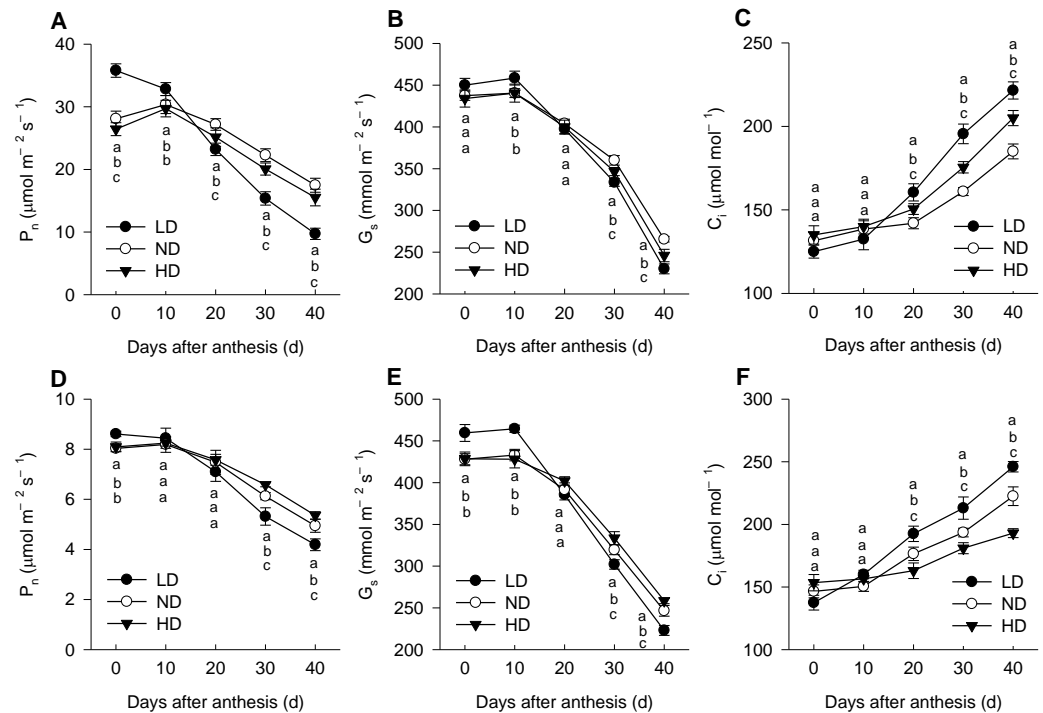 A
40
30
20
10
0
Pn (μmol m− 2 s− 1)
a
b
c
a
b
b
a
b
c
a
b
c
a
b
c
LD
ND
HD
0 10 20 30 40
Days after anthesis (d)
B
500
450
400
350
300
250
200
Gs (mmol m− 2 s− 1)
a
a
a
a
b
b
a
a
a
a
b
c
a
b
c
LD
ND
HD
0 10 20 30 40
Days after anthesis (d)
C
250
200
150
100
Ci (μmol mol− 1)
a
a
a
a
a
a
a
b
c
a
b
c
a
b
c
LD
ND
HD
0 10 20 30 40
Days after anthesis (d)
D
8
6
4
2
0
Pn (μmol m− 2 s− 1)
a
b
b
a
a
a
a
a
a
a
b
c
a
b
c
LD
ND
HD
0 10 20 30 40
Days after anthesis (d)
E
500
450
400
350
300
250
200
Gs (mmol m− 2 s− 1)
a
b
b
a
b
b
a
a
a
a
b
c
a
b
c
LD
ND
HD
0 10 20 30 40
Days after anthesis (d)
F
300
250
200
150
100
Ci (μmol mol− 1)
a
a
a
a
a
a
a
b
c
a
b
c
a
b
c
LD
ND
HD
0 10 20 30 40
Days after anthesis (d)